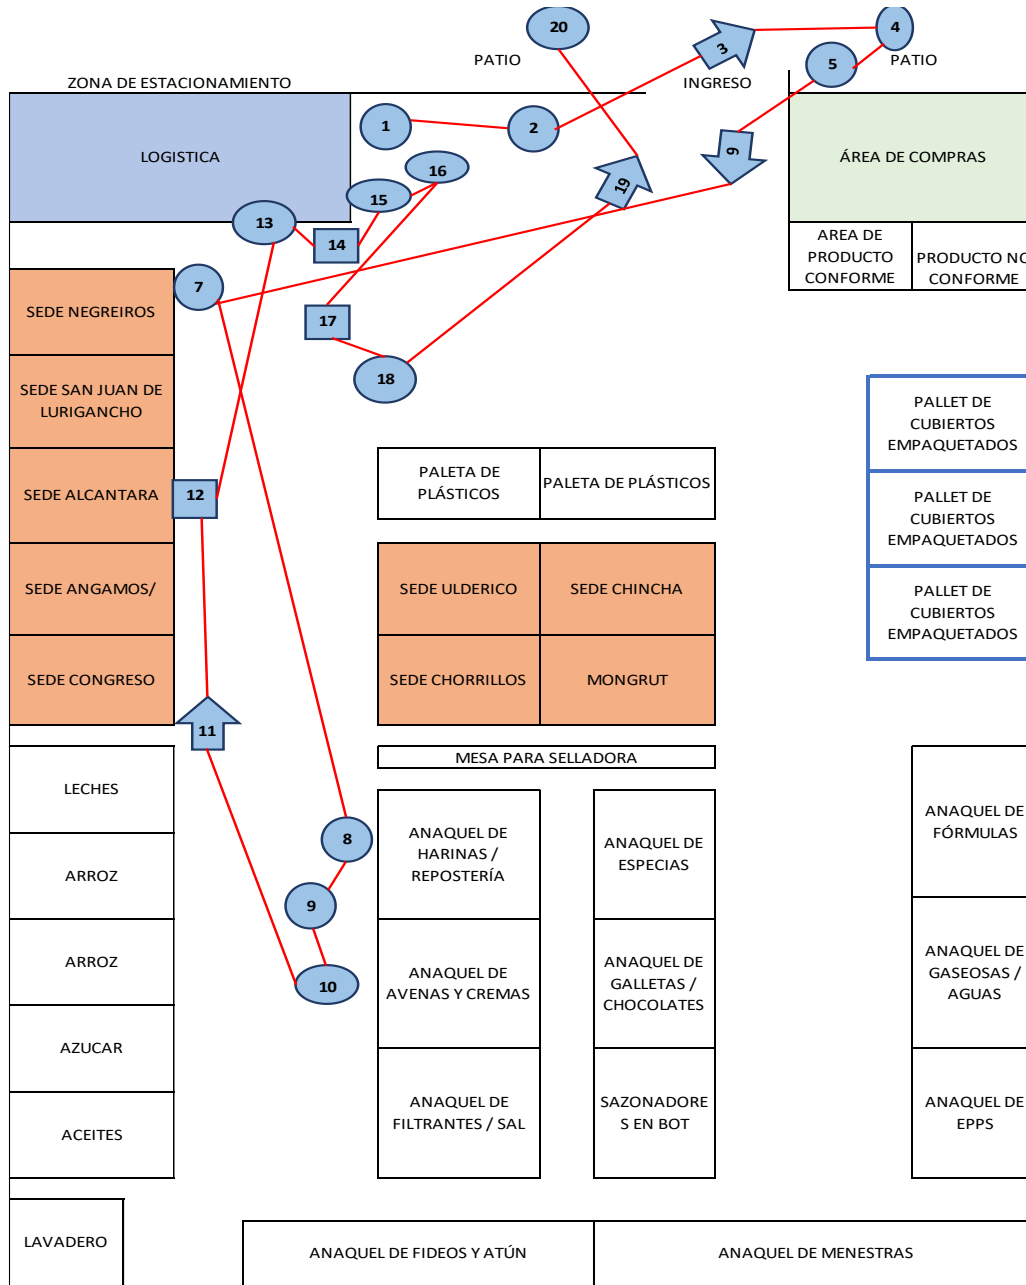 20
4
3
PATIO
INGRESO
5
PATIO
ZONA DE ESTACIONAMIENTO
1
2
LOGISTICA
6
ÁREA DE COMPRAS
16
15
19
13
14
AREA DE
PRODUCTO
CONFORME
PRODUCTO NO
CONFORME
7
SEDE NEGREIROS
17
18
SEDE SAN JUAN DE
LURIGANCHO
PALLET DE
CUBIERTOS
EMPAQUETADOS
SEDE ALCANTARA
12
PALETA DE
PLÁSTICOS
PALETA DE PLÁSTICOS
PALLET DE
CUBIERTOS
EMPAQUETADOS
SEDE ANGAMOS/
SEDE ULDERICO
SEDE CHINCHA
PALLET DE
CUBIERTOS
EMPAQUETADOS
SEDE CONGRESO
SEDE CHORRILLOS
MONGRUT
11
MESA PARA SELLADORA
LECHES
8
ANAQUEL DE
HARINAS /
REPOSTERÍA
ANAQUEL DE
ESPECIAS
ANAQUEL DE
FÓRMULAS
ARROZ
9
ARROZ
10
ANAQUEL DE
AVENAS Y CREMAS
ANAQUEL DE
GALLETAS /
CHOCOLATES
ANAQUEL DE
GASEOSAS /
AGUAS
AZUCAR
ACEITES
ANAQUEL DE
FILTRANTES / SAL
SAZONADORE
S EN BOT
ANAQUEL DE
EPPS
LAVADERO
ANAQUEL DE FIDEOS Y ATÚN
ANAQUEL DE MENESTRAS